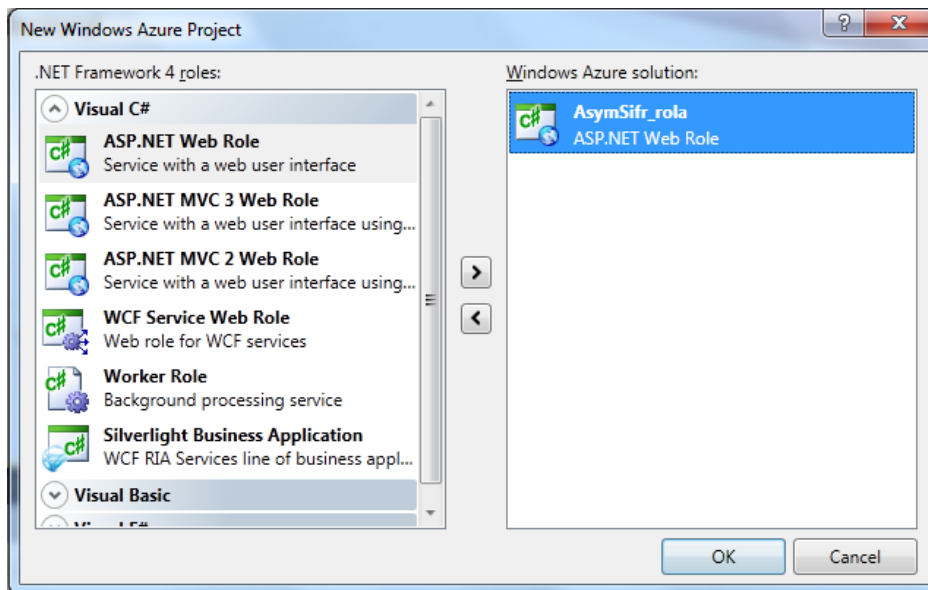 New Windows Azure Project
.NET Framework 4 roles:
Windows Azure solution:
Visual C#
ASP.NET Web Role
Service with a web user interface
ASP.NET MVC 3 Web Role
Service with a web user interface using...
ASP.NET MVC 2 Web Role
Service with a web user interface using...
WCF Service Web Role
Web role for WCF services
Worker Role
Background processing service
Silverlight Business Application
WCF RIA Services line of business appl...
Visual Basic
AsymSifr_rola
ASP.NET Web Role
OK
Cancel